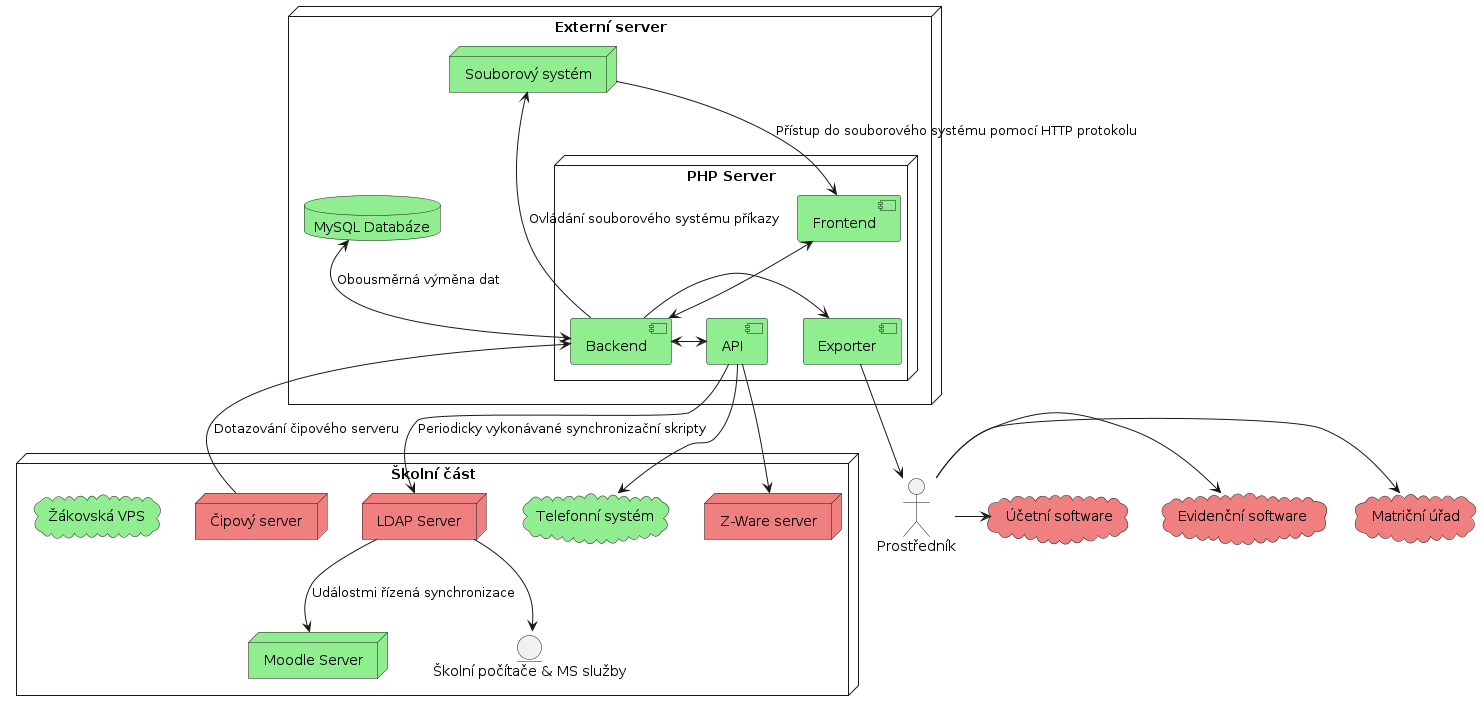 Externí server
Souborový systém
Přístup do souborového systému pomocí HTTP protokolu
PHP Server
MySQL Databáze
Ovládání souborového systému příkazy
Frontend
Obousměrná výměna dat
Backend
API
Exporter
Dotazování čipového serveru
Periodicky vykonávané synchronizační skripty
Školní část
Žákovská VPS
Čipový server
LDAP Server
Telefonní systém
Z-Ware server
Prostředník
Účetní software
Evidenční software
Matriční úřad
Událostmi řízená synchronizace
Moodle Server
Školní počítače & MS služby